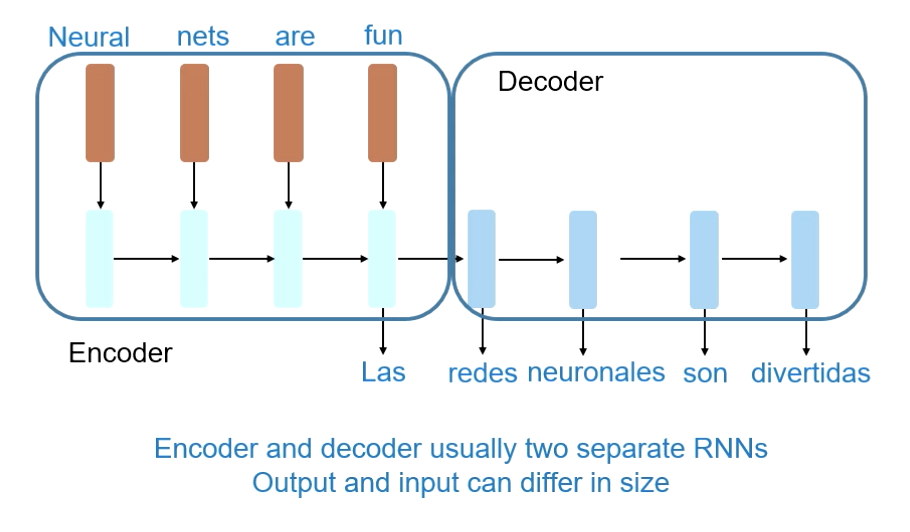 Neural nets are fun
Decoder
Encoder
Las redes neuronales son divertidas
Encoder and decoder usually two separate RNNs
Output and input can differ in size